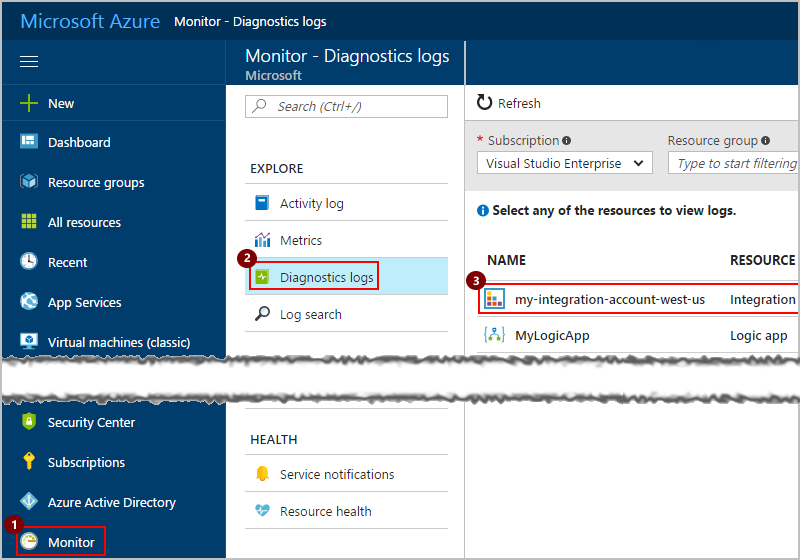 Microsoft Azure Monitor - Diagnostics logs
Monitor - Diagnostics logs
Microsoft
New
Dashboard
Resource groups
All resources
Recent
App Services
Virtual machines (classic)
Security Center
Subscriptions
Azure Active Directory
1
Monitor
Search (Ctrl+/)
EXPLORE
Activity log
Metrics
2
Diagnostics logs
Log search
HEALTH
Service notifications
Resource health
Refresh
* Subscription Resource group
Visual Studio Enterprise Type to start filtering
Select any of the resources to view logs.
NAME RESOURCE
3
my-integration-account-west-us Integration
MyLogicApp Logic app